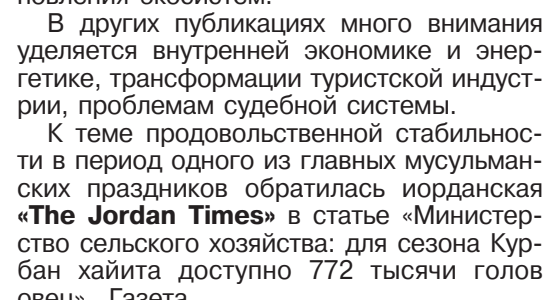 новления экосистем.
В других публикациях много внимания
уделяется внутренней экономике и энер-
гетике, трансформации туристской индуст-
рии, проблемам судебной системы.
К теме продовольственной стабильнос-
ти в период одного из главных мусульман-
ских праздников обратилась иорданская
«The Jordan Times» в статье «Министер-
ство сельского хозяйства: для сезона Кур-
бан хайита доступно 772 тысячи голов
овец». Газета